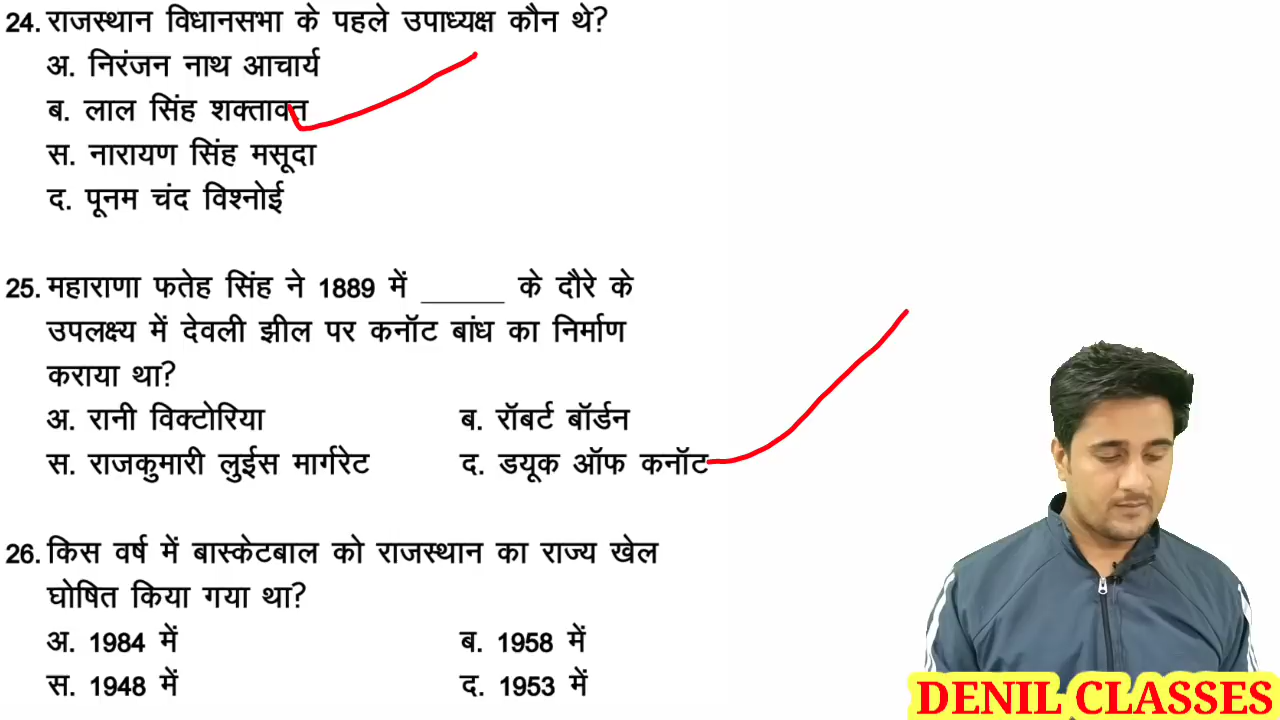 24. राजस्थान विधानसभा के पहले उपाध्यक्ष कौन थे?
अ. निरंजन नाथ आचार्य
ब. लाल सिंह शक्तावत
स. नारायण सिंह मसूदा
द. पूनम चंद विश्नोई
25. महाराणा फतेह सिंह ने 1889 में ______ के दौरे के
उपलक्ष्य में देवली झील पर कनॉट बांध का निर्माण
कराया था?
अ. रानी विक्टोरिया ब. रॉबर्ट बॉर्डन
स. राजकुमारी लुईस मार्गरेट द. डयूक ऑफ कनॉट
26. किस वर्ष में बास्केटबाल को राजस्थान का राज्य खेल
घोषित किया गया था?
अ. 1984 में ब. 1958 में
स. 1948 में द. 1953 में
DENIL CLASSES